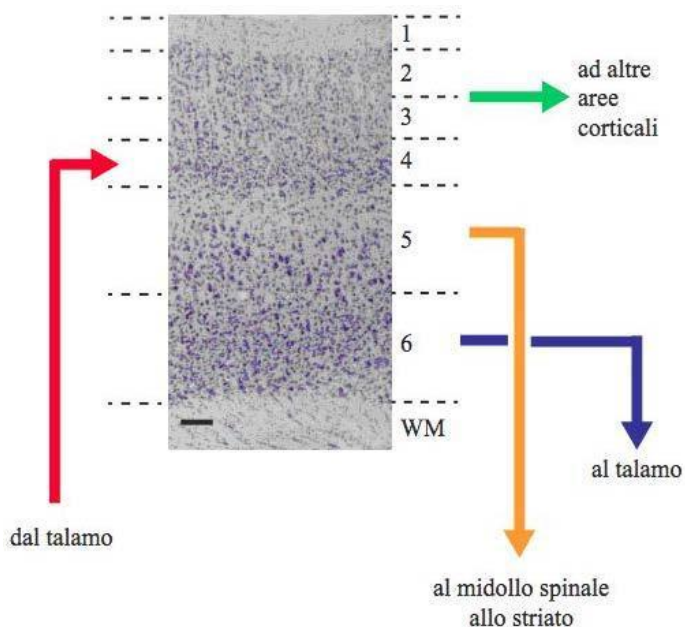 1
2
3
4
5
6
WM
ad altre
aree
corticali
dal talamo
al talamo
al midollo spinale
allo striato